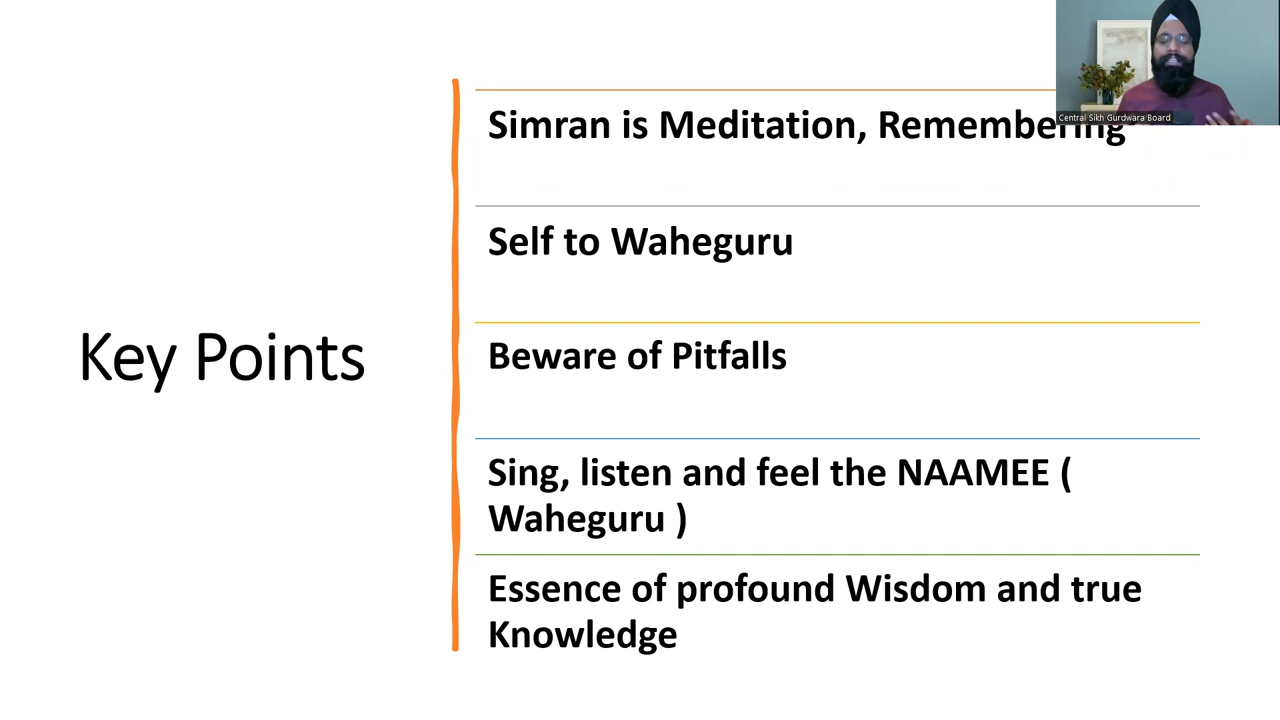 Key Points
Simran is Meditation, Remembering
Self to Waheguru
Beware of Pitfalls
Sing, listen and feel the NAAMEE (
Waheguru )
Essence of profound Wisdom and true
Knowledge
Central Sikh Gurdwara Board